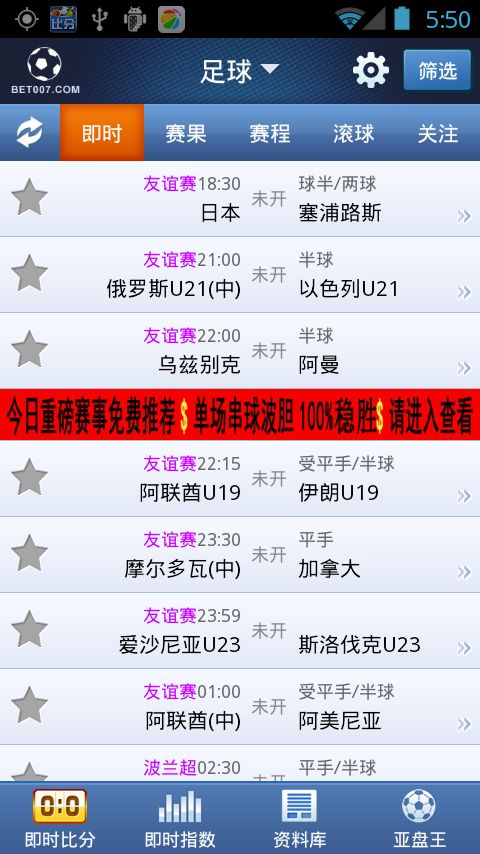 比分
5:50
BET007.COM
足球
筛选
即时 赛果 赛程 滚球 关注
友谊赛18:30 未开 球半/两球
日本 塞浦路斯
友谊赛21:00 未开 半球
俄罗斯U21(中) 以色列U21
友谊赛22:00 未开 半球
乌兹别克 阿曼
今日重磅赛事免费推荐 $ 单场串球波胆 100%稳胜$ 请进入查看
友谊赛22:15 未开 受平手/半球
阿联酋U19 伊朗U19
友谊赛23:30 未开 平手
摩尔多瓦(中) 加拿大
友谊赛23:59 未开
爱沙尼亚U23 斯洛伐克U23
友谊赛01:00 未开 受平手/半球
阿联酋(中) 阿美尼亚
波兰超02:30 未开 平手/半球
0:0
即时比分 即时指数 资料库 亚盘王